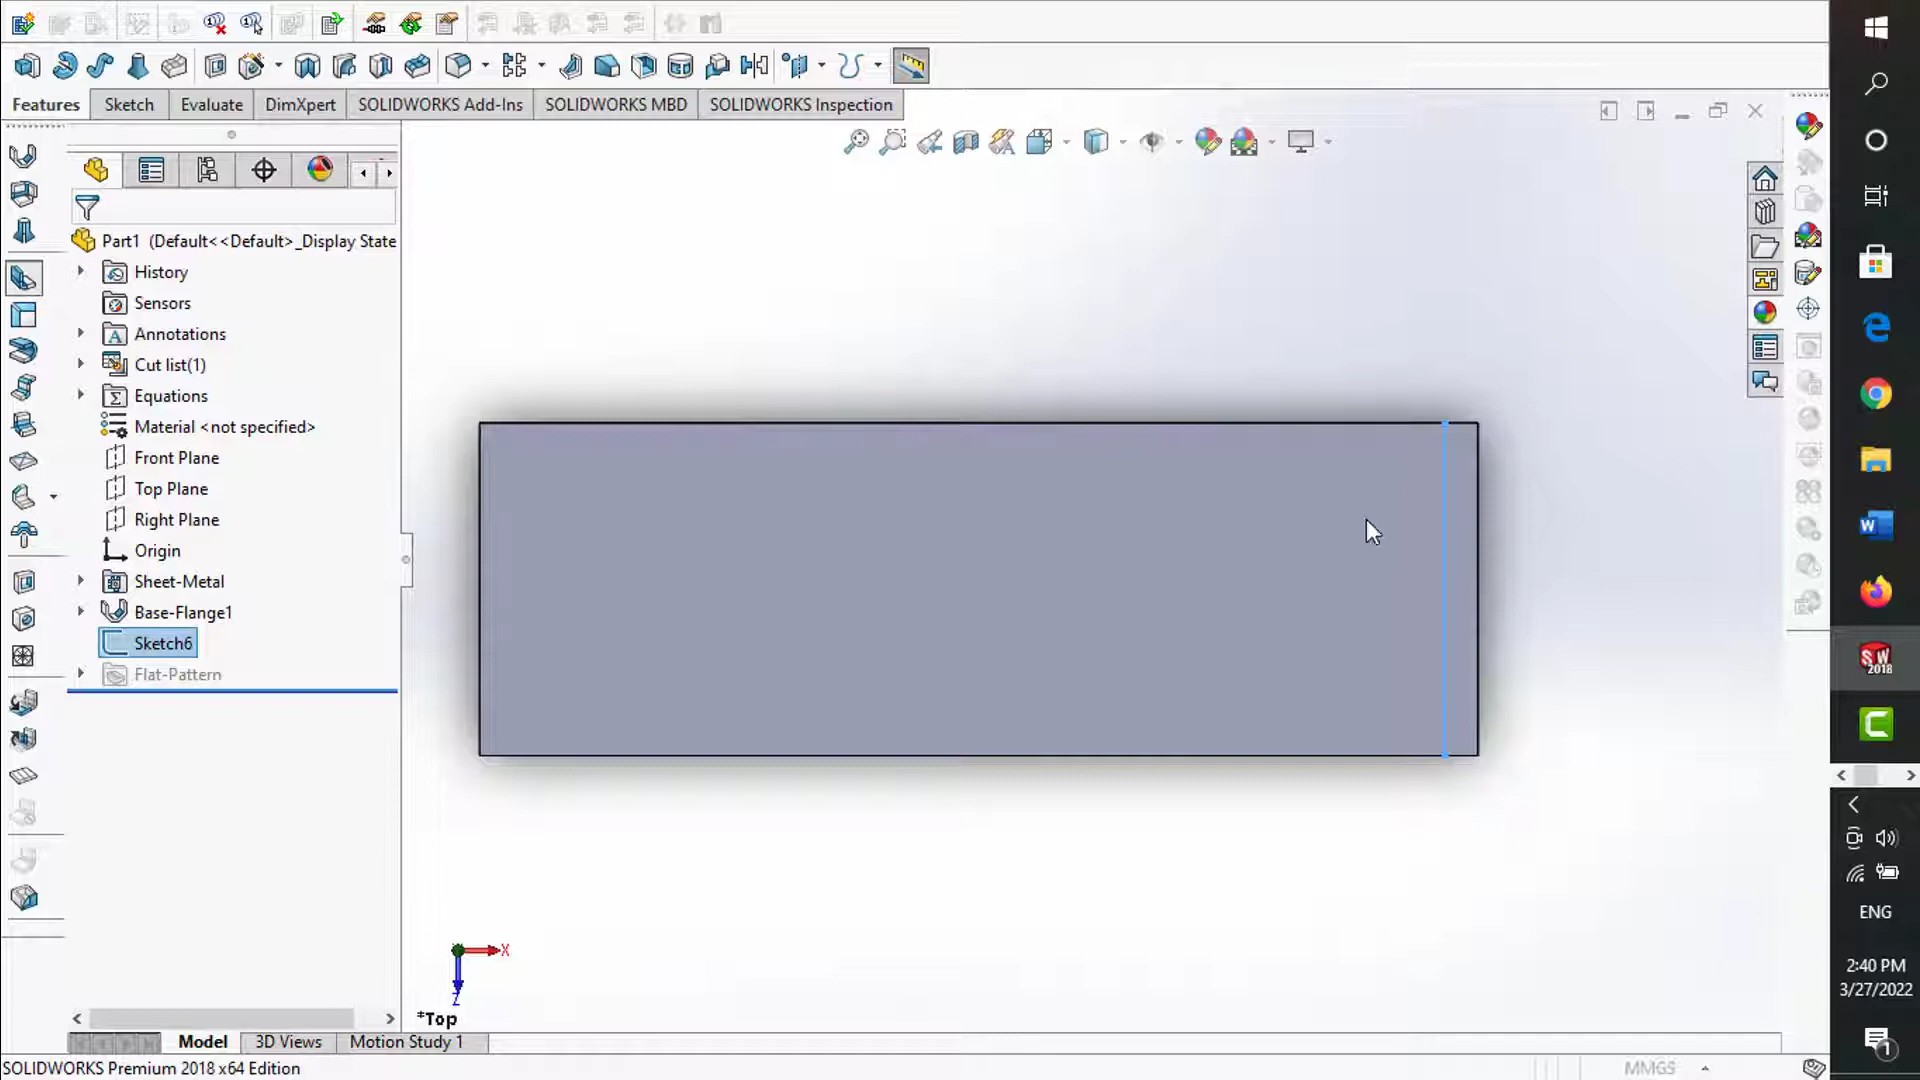 Features
Sketch
Evaluate
DimXpert
SOLIDWORKS Add-Ins
SOLIDWORKS MBD
SOLIDWORKS Inspection
Part1 (Default<<Default>_Display State
History
Sensors
Annotations
Cut list(1)
Equations
Material <not specified>
Front Plane
Top Plane
Right Plane
Origin
Sheet-Metal
Base-Flange1
Sketch6
Flat-Pattern
X
Z
*Top
Model
3D Views
Motion Study 1
SOLIDWORKS Premium 2018 x64 Edition
MMGS
SW
2018
ENG
2:40 PM
3/27/2022
1